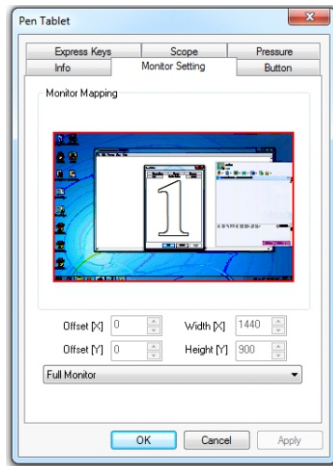 Pen Tablet
Express Keys Scope Pressure
Info Monitor Setting Button
Monitor Mapping
1
Offset [X] 0 Width [X] 1440
Offset [Y] 0 Height [Y] 900
Full Monitor
OK Cancel Apply